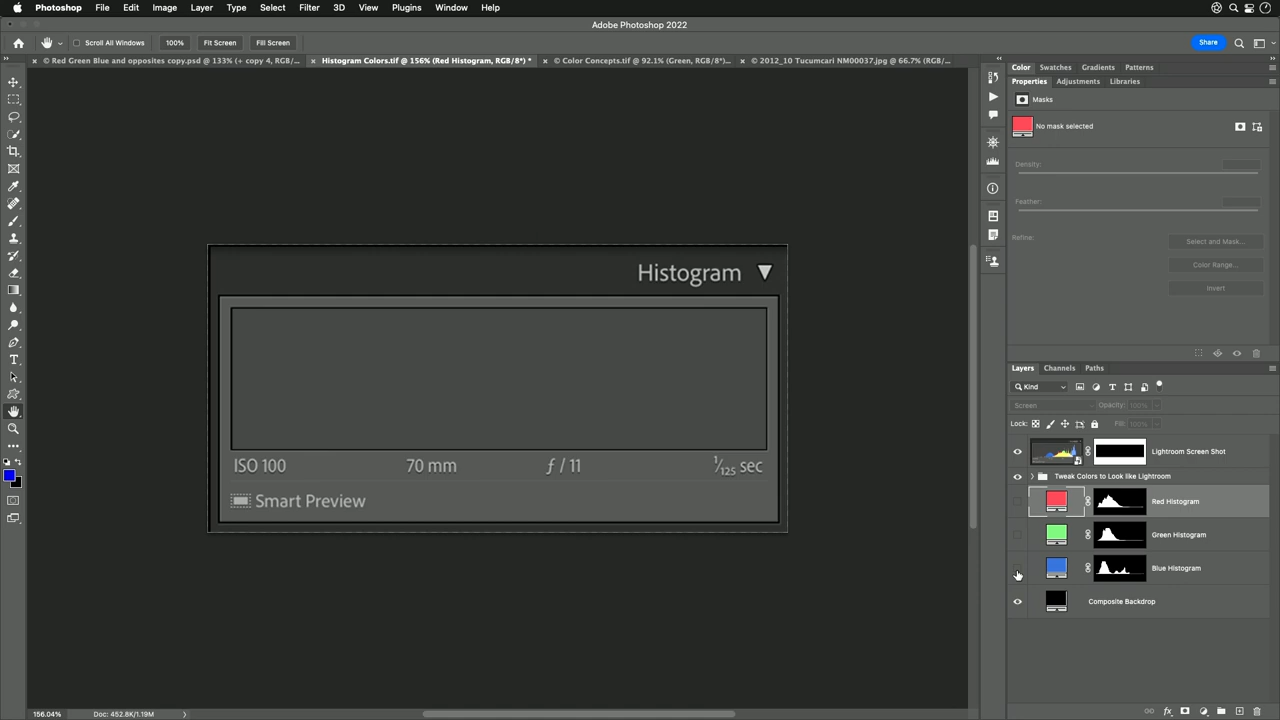 Photoshop File Edit Image Layer Type Select Filter 3D View Plugins Window Help
Adobe Photoshop 2022
Scroll All Windows 100% Fit Screen Fill Screen Share
© Red Green Blue and opposites copy.psd @ 133% (+ copy 4, RGB/... Histogram Colors.tif @ 156% (Red Histogram, RGB/8*) * © Color Concepts.tif @ 92.1% (Green, RGB/8*)... © 2012_10 Tucumcari NM00037.jpg @ 66.7% (RGB/...
Color Swatches Gradients Patterns
Properties Adjustments Libraries
Masks
No mask selected
Density:
Feather:
Refine:
Select and Mask...
Color Range...
Invert
Histogram
ISO 100 70 mm ƒ / 11 1/125 sec
Smart Preview
Layers Channels Paths
Kind
Screen Opacity: 100%
Lock: Fill: 100%
Lightroom Screen Shot
Tweak Colors to Look like Lightroom
Red Histogram
Green Histogram
Blue Histogram
Composite Backdrop
156.04% Doc: 452.8K/1.19M